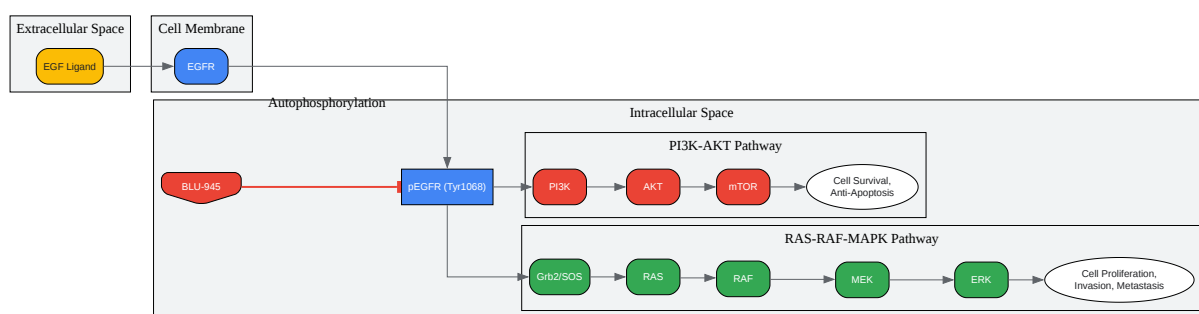 Extracellular Space
Cell Membrane
EGF Ligand
EGFR
Autophosphorylation
Intracellular Space
PI3K-AKT Pathway
BLU-945
pEGFR (Tyr1068)
PI3K
AKT
mTOR
Cell Survival,
Anti-Apoptosis
RAS-RAF-MAPK Pathway
Grb2/SOS
RAS
RAF
MEK
ERK
Cell Proliferation,
Invasion, Metastasis